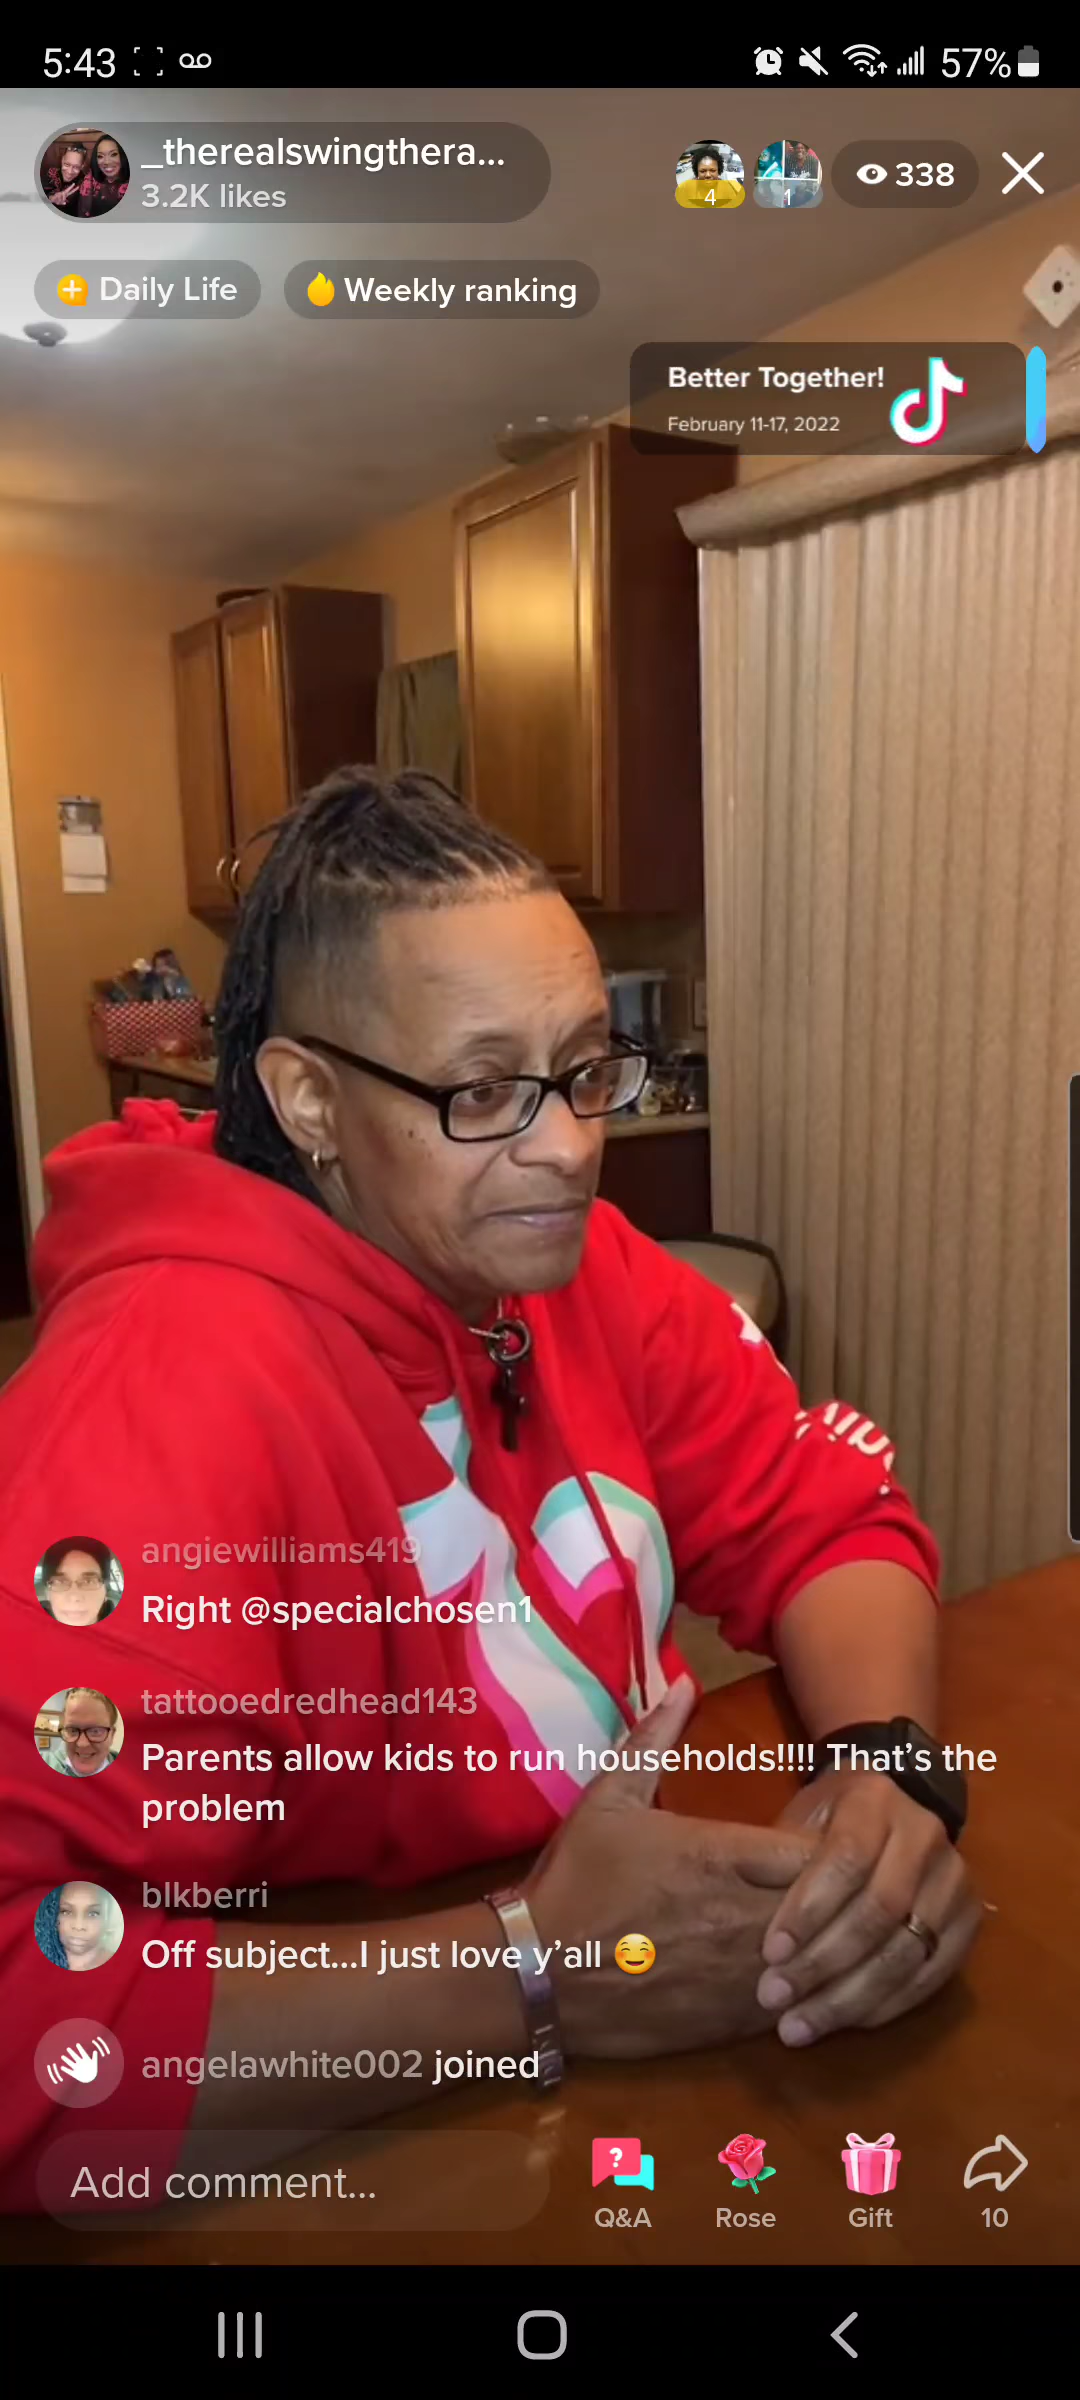 5:43
57%
_therealswingthera...
3.2K likes
4
1
338
Daily Life
Weekly ranking
Better Together!
February 11-17, 2022
angiewilliams419
Right @specialchosen1
tattooedredhead143
Parents allow kids to run households!!!! That’s the
problem
blkberri
Off subject...I just love y’all 😊
angelawhite002 joined
Add comment...
?
Q&A
Rose
Gift
10